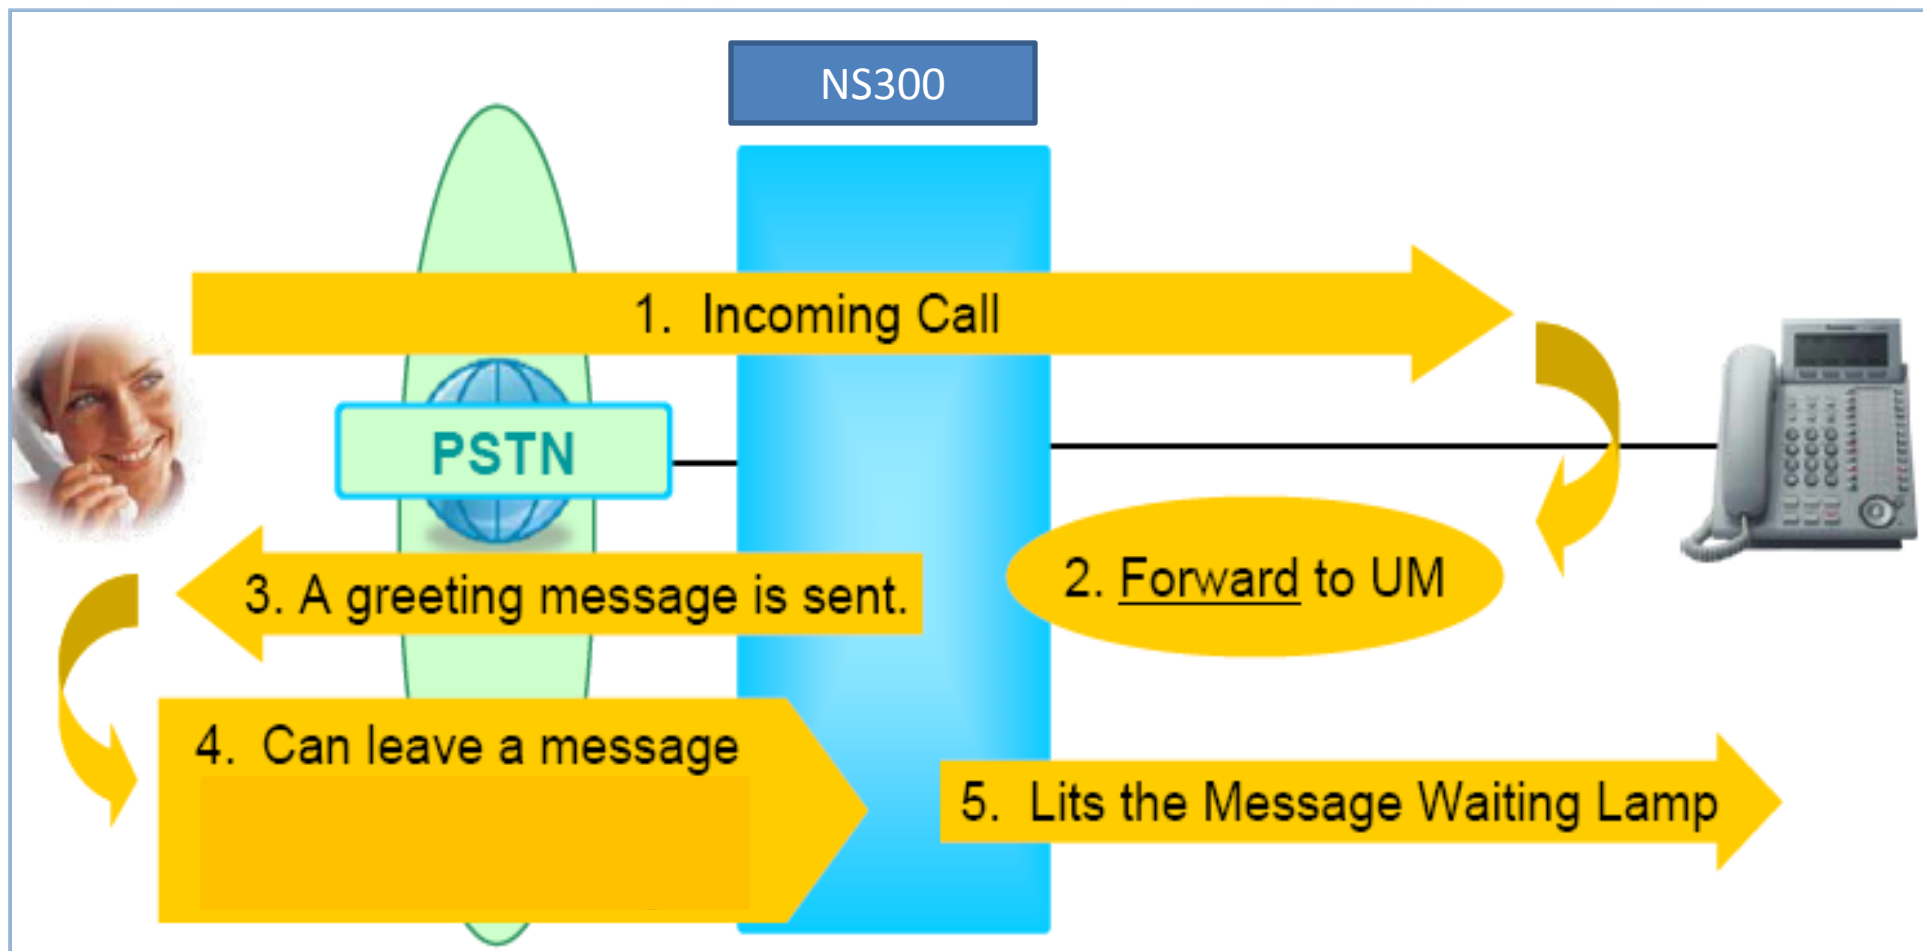 NS300
1. Incoming Call
PSTN
2. Forward to UM
3. A greeting message is sent.
4. Can leave a message
5. Lits the Message Waiting Lamp